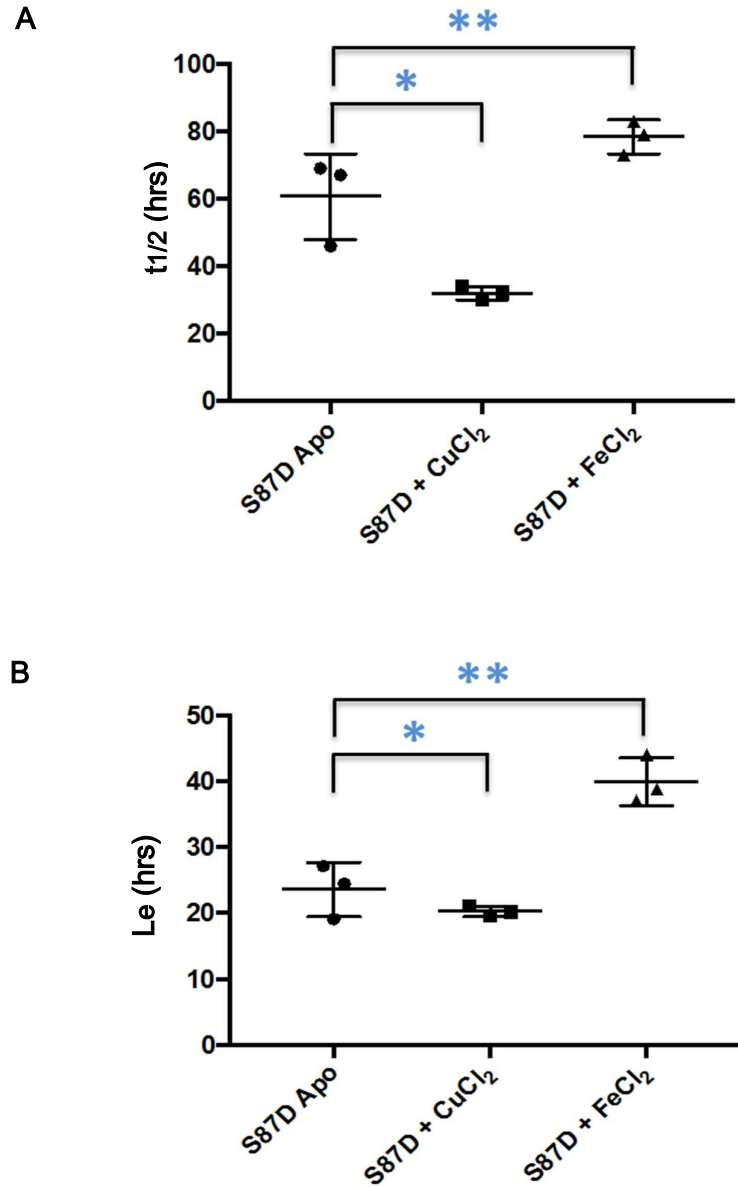 A
**
*
100
80
60
40
20
0
t1/2 (hrs)
S87D Apo
S87D + CuCl₂
S87D + FeCl₂
B
**
*
50
40
30
20
10
0
Le (hrs)
S87D Apo
S87D + CuCl₂
S87D + FeCl₂